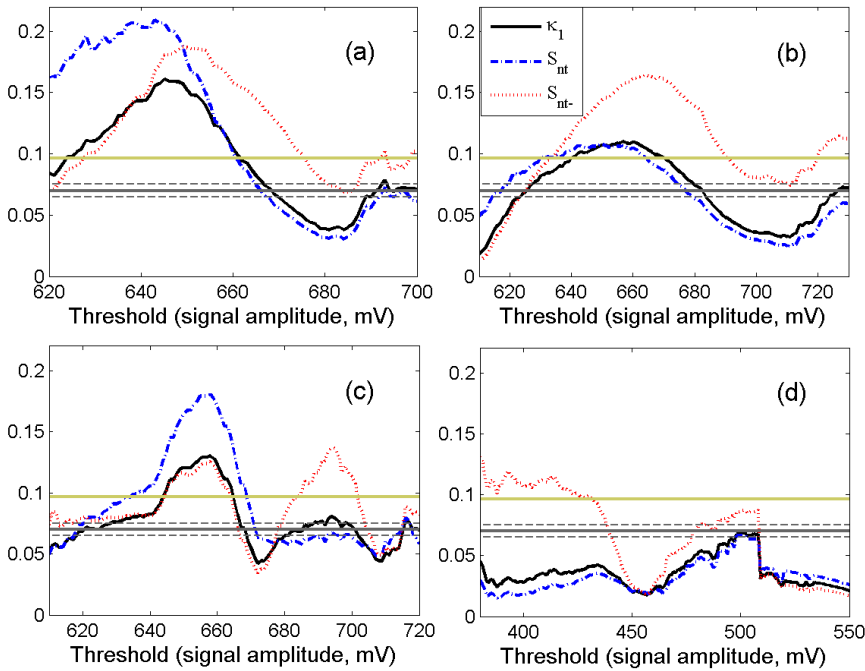 0.2
0.15
0.1
0.05
0
620 640 660 680 700
Threshold (signal amplitude, mV)
(a)
0.2
0.15
0.1
0.05
0
620 640 660 680 700 720
Threshold (signal amplitude, mV)
(b)
κ1
Snt
Snt-
0.2
0.15
0.1
0.05
0
620 640 660 680 700 720
Threshold (signal amplitude, mV)
(c)
0.2
0.15
0.1
0.05
0
400 450 500 550
Threshold (signal amplitude, mV)
(d)